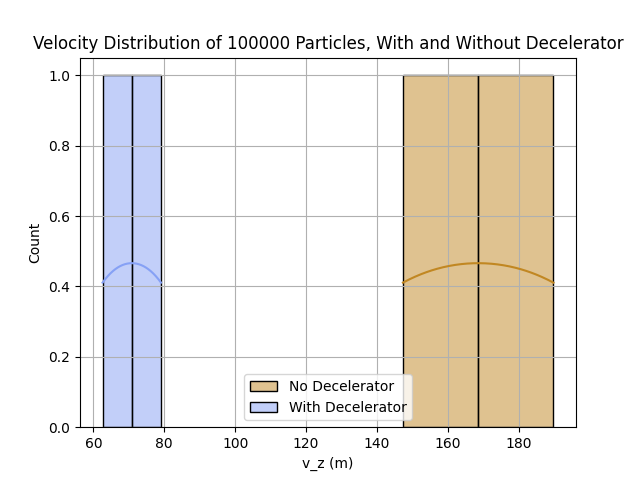 Velocity Distribution of 100000 Particles, With and Without Decelerator
1.0
0.8
0.6
0.4
0.2
0.0
Count
60 80 100 120 140 160 180
v_z (m)
No Decelerator
With Decelerator